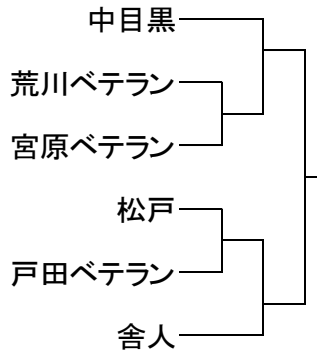 中目黒
荒川ベテラン
宮原ベテラン
松戸
戸田ベテラン
舎人